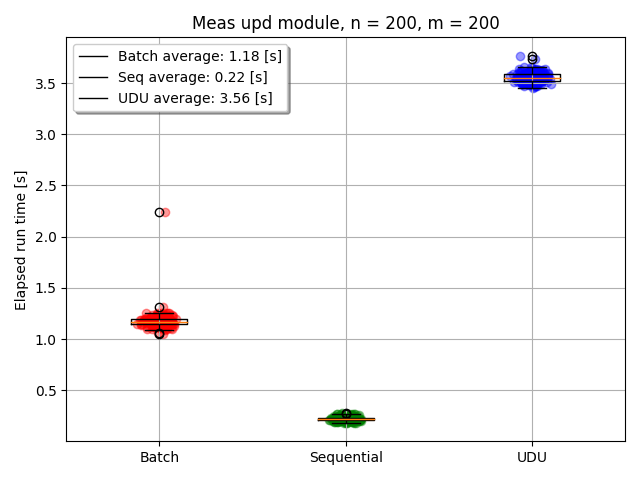 Meas upd module, n = 200, m = 200
Batch average: 1.18 [s]
Seq average: 0.22 [s]
UDU average: 3.56 [s]
Elapsed run time [s]
3.5
3.0
2.5
2.0
1.5
1.0
0.5
Batch
Sequential
UDU